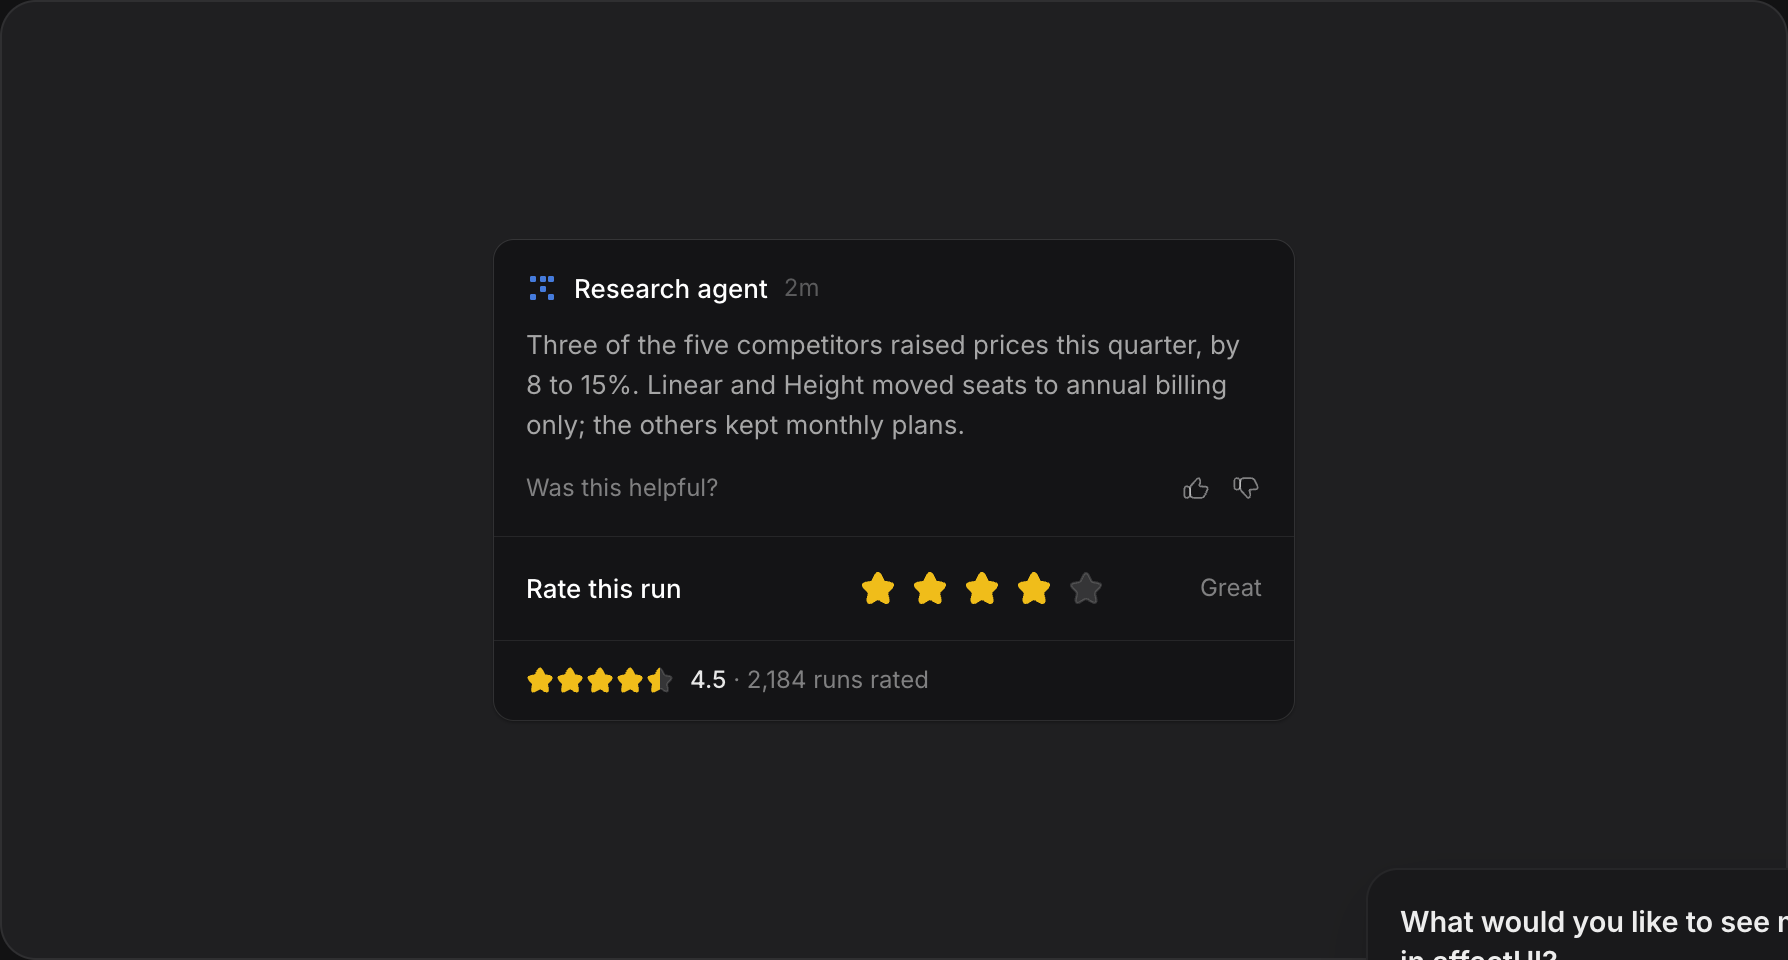 Research agent 2m
Three of the five competitors raised prices this quarter, by
8 to 15%. Linear and Height moved seats to annual billing
only; the others kept monthly plans.
Was this helpful?
Rate this run Great
4.5 · 2,184 runs rated
What would you like to see
in affectUI?